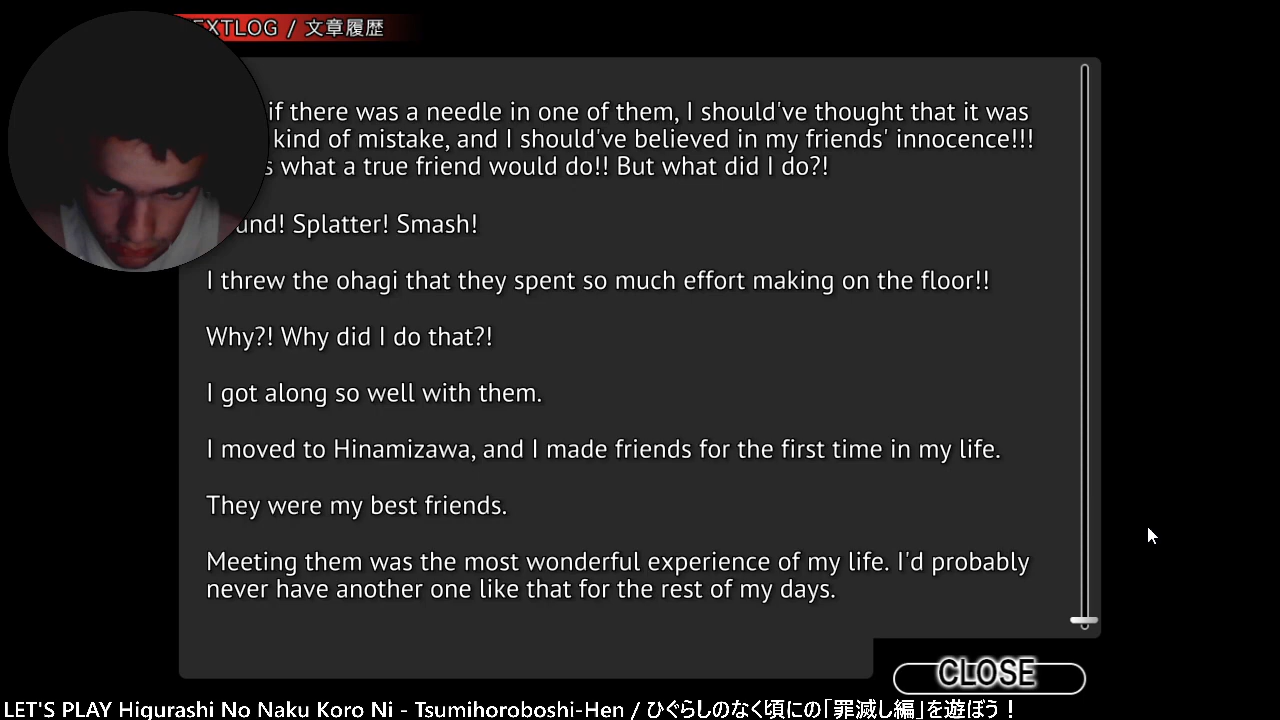 EXTLOG / 文章履歴
if there was a needle in one of them, I should've thought that it was
kind of mistake, and I should've believed in my friends' innocence!!!
s what a true friend would do!! But what did I do?!
und! Splatter! Smash!
I threw the ohagi that they spent so much effort making on the floor!!
Why?! Why did I do that?!
I got along so well with them.
I moved to Hinamizawa, and I made friends for the first time in my life.
They were my best friends.
Meeting them was the most wonderful experience of my life. I'd probably
never have another one like that for the rest of my days.
CLOSE
LET'S PLAY Higurashi No Naku Koro Ni - Tsumihoroboshi-Hen / ひぐらしのなく頃にの「罪滅し編」を遊ぼう！